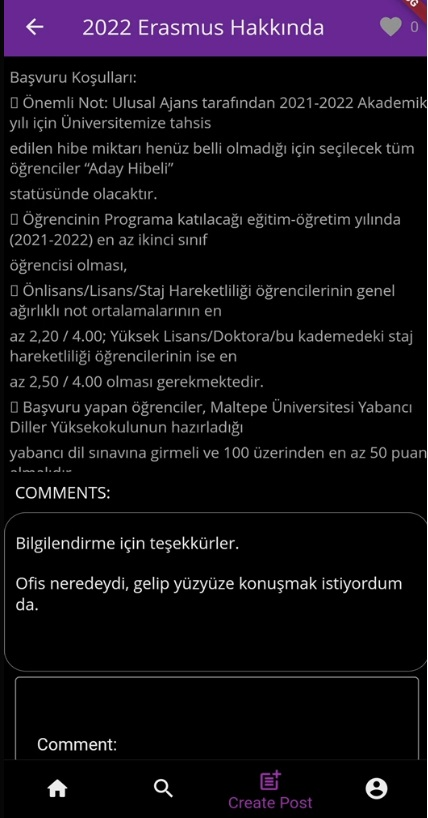 2022 Erasmus Hakkında
0
Başvuru Koşulları:
▯ Önemli Not: Ulusal Ajans tarafından 2021-2022 Akademik
yılı için Üniversitemize tahsis
edilen hibe miktarı henüz belli olmadığı için seçilecek tüm
öğrenciler “Aday Hibeli”
statüsünde olacaktır.
▯ Öğrencinin Programa katılacağı eğitim-öğretim yılında
(2021-2022) en az ikinci sınıf
öğrencisi olması,
▯ Önlisans/Lisans/Staj Hareketliliği öğrencilerinin genel
ağırlıklı not ortalamalarının en
az 2,20 / 4.00; Yüksek Lisans/Doktora/bu kademedeki staj
hareketliliği öğrencilerinin ise en
az 2,50 / 4.00 olması gerekmektedir.
▯ Başvuru yapan öğrenciler, Maltepe Üniversitesi Yabancı
Diller Yüksekokulunun hazırladığı
yabancı dil sınavına girmeli ve 100 üzerinden en az 50 puan
COMMENTS:
Bilgilendirme için teşekkürler.
Ofis neredeydi, gelip yüzyüze konuşmak istiyordum
da.
Comment:
Create Post